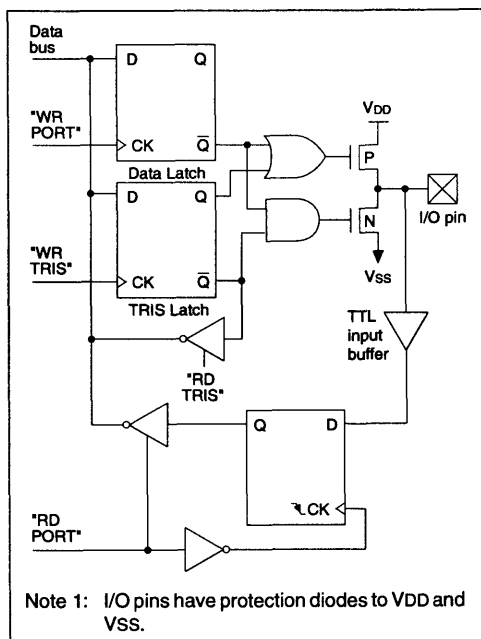 Data
bus
D Q
"WR
PORT"
CK Q
Data Latch
VDD
P
D Q
I/O pin
N
"WR
TRIS"
CK Q
VSS
TRIS Latch
TTL
input
buffer
"RD
TRIS"
Q D
CK
"RD
PORT"
Note 1: I/O pins have protection diodes to VDD and
VSS.